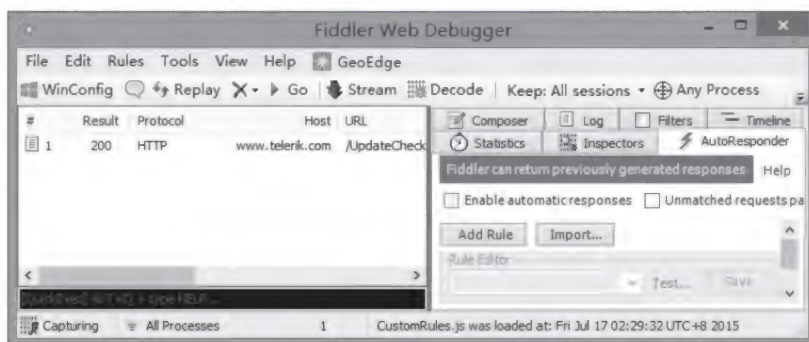 Fiddler Web Debugger
File Edit Rules Tools View Help GeoEdge
WinConfig Replay X Go Stream Decode Keep: All sessions Any Process
# Result Protocol Host URL
1 200 HTTP www.telerik.com /UpdateCheck
Composer Log Filters Timeline
Statistics Inspectors AutoResponder
Fiddler can return previously generated responses Help
Enable automatic responses Unmatched requests pa
Add Rule Import...
Rule Editor
Test... Save
[QuickExec] ALT+Q > type HELP...
Capturing All Processes 1 CustomRules.js was loaded at: Fri Jul 17 02:29:32 UTC+8 2015